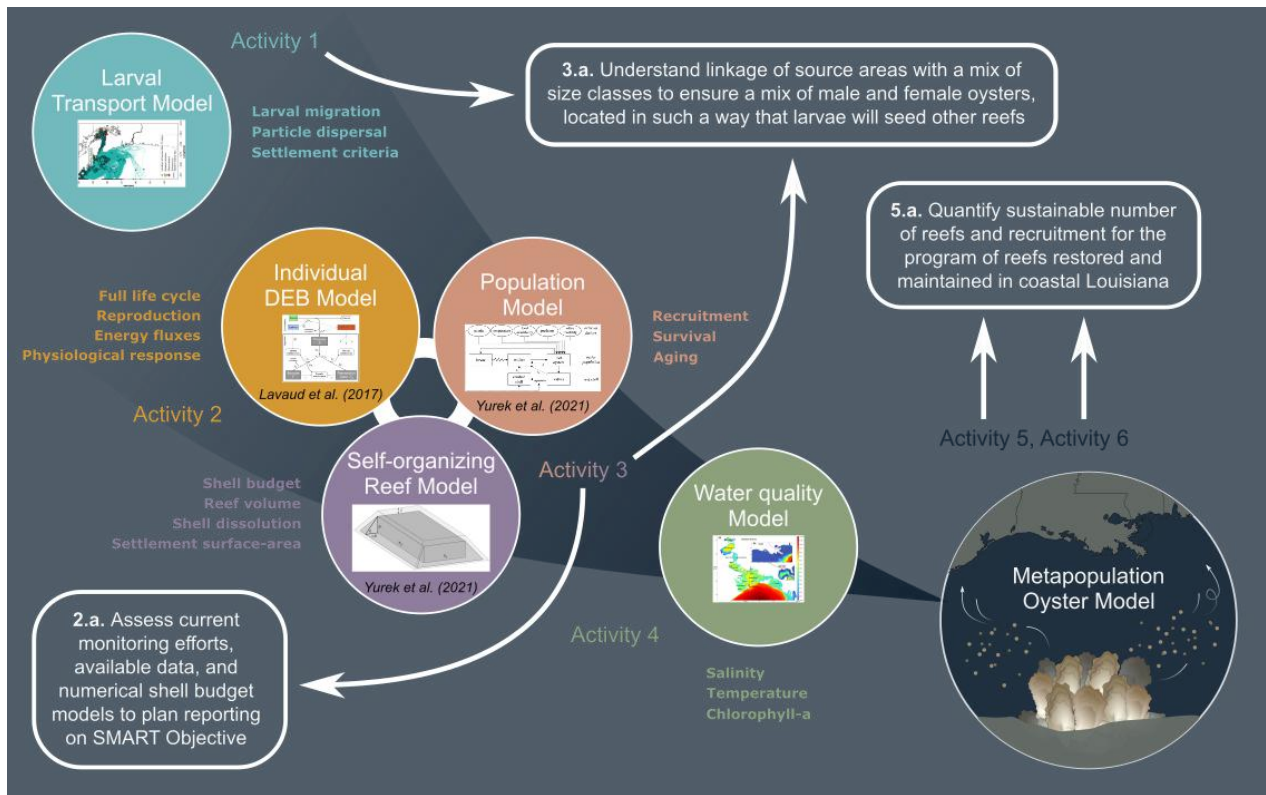 Activity 1
Larval
Transport Model
Larval migration
Particle dispersal
Settlement criteria
3.a. Understand linkage of source areas with a mix of
size classes to ensure a mix of male and female oysters,
located in such a way that larvae will seed other reefs
5.a. Quantify sustainable number
of reefs and recruitment for the
program of reefs restored and
maintained in coastal Louisiana
Individual
DEB Model
Lavaud et al. (2017)
Full life cycle
Reproduction
Energy fluxes
Physiological response
Activity 2
Population
Model
Yurek et al. (2021)
Recruitment
Survival
Aging
Self-organizing
Reef Model
Yurek et al. (2021)
Shell budget
Reef volume
Shell dissolution
Settlement surface-area
Activity 3
Water quality
Model
Activity 4
Salinity
Temperature
Chlorophyll-a
Activity 5, Activity 6
Metapopulation
Oyster Model
2.a. Assess current
monitoring efforts,
available data, and
numerical shell budget
models to plan reporting
on SMART Objective